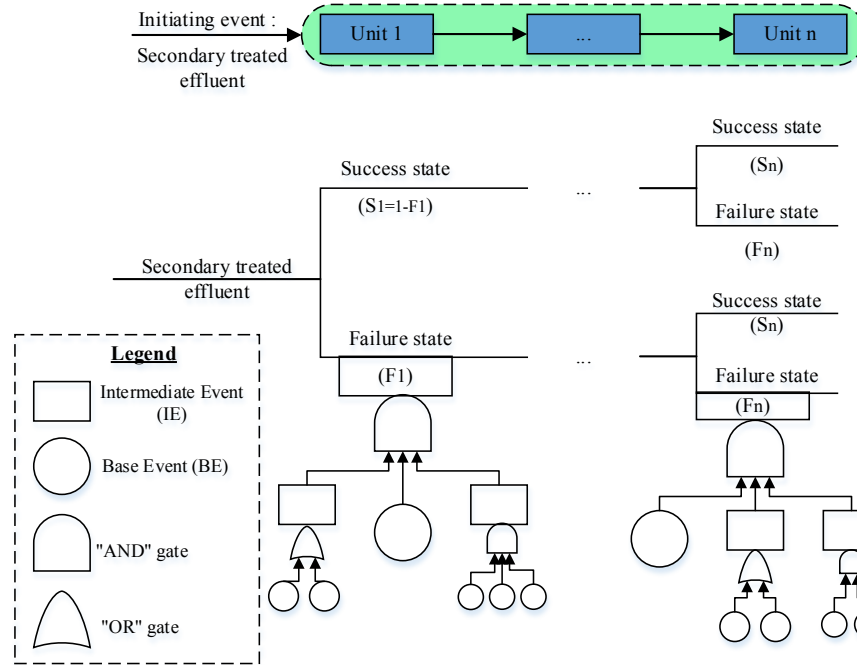 Initiating event :
Secondary treated
effluent
Unit 1
...
Unit n
Success state
(Sn)
Failure state
(Fn)
Success state
(S1=1-F1)
...
Secondary treated
effluent
Success state
(Sn)
Failure state
(Fn)
Failure state
(F1)
...
Legend
Intermediate Event
(IE)
Base Event (BE)
"AND" gate
"OR" gate